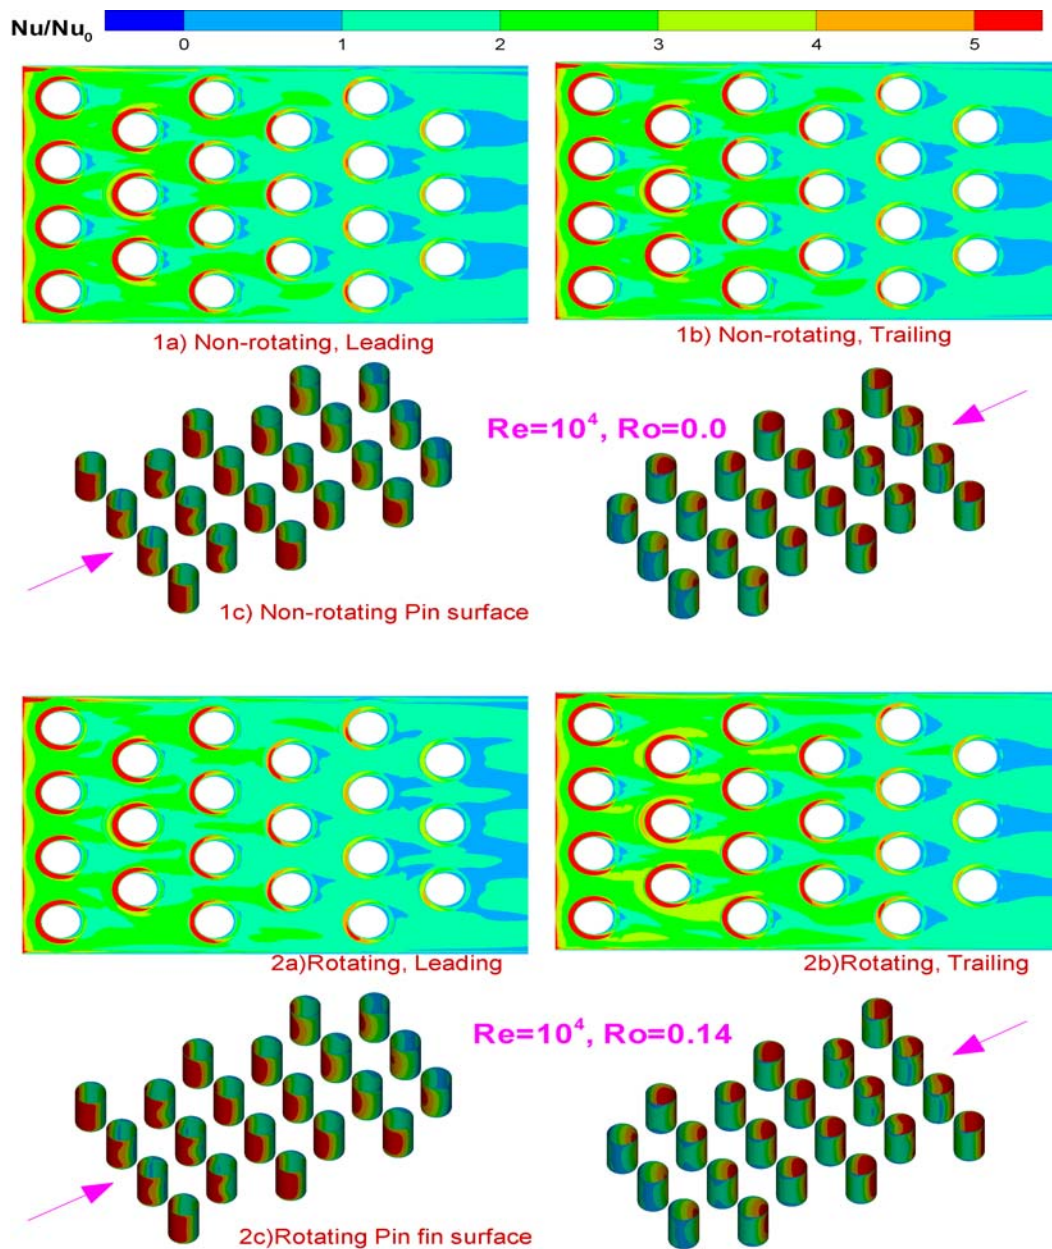 Nu/Nu₀
0 1 2 3 4 5
1a) Non-rotating, Leading
1b) Non-rotating, Trailing
Re=10⁴, Ro=0.0
1c) Non-rotating Pin surface
2a)Rotating, Leading
2b)Rotating, Trailing
Re=10⁴, Ro=0.14
2c)Rotating Pin fin surface